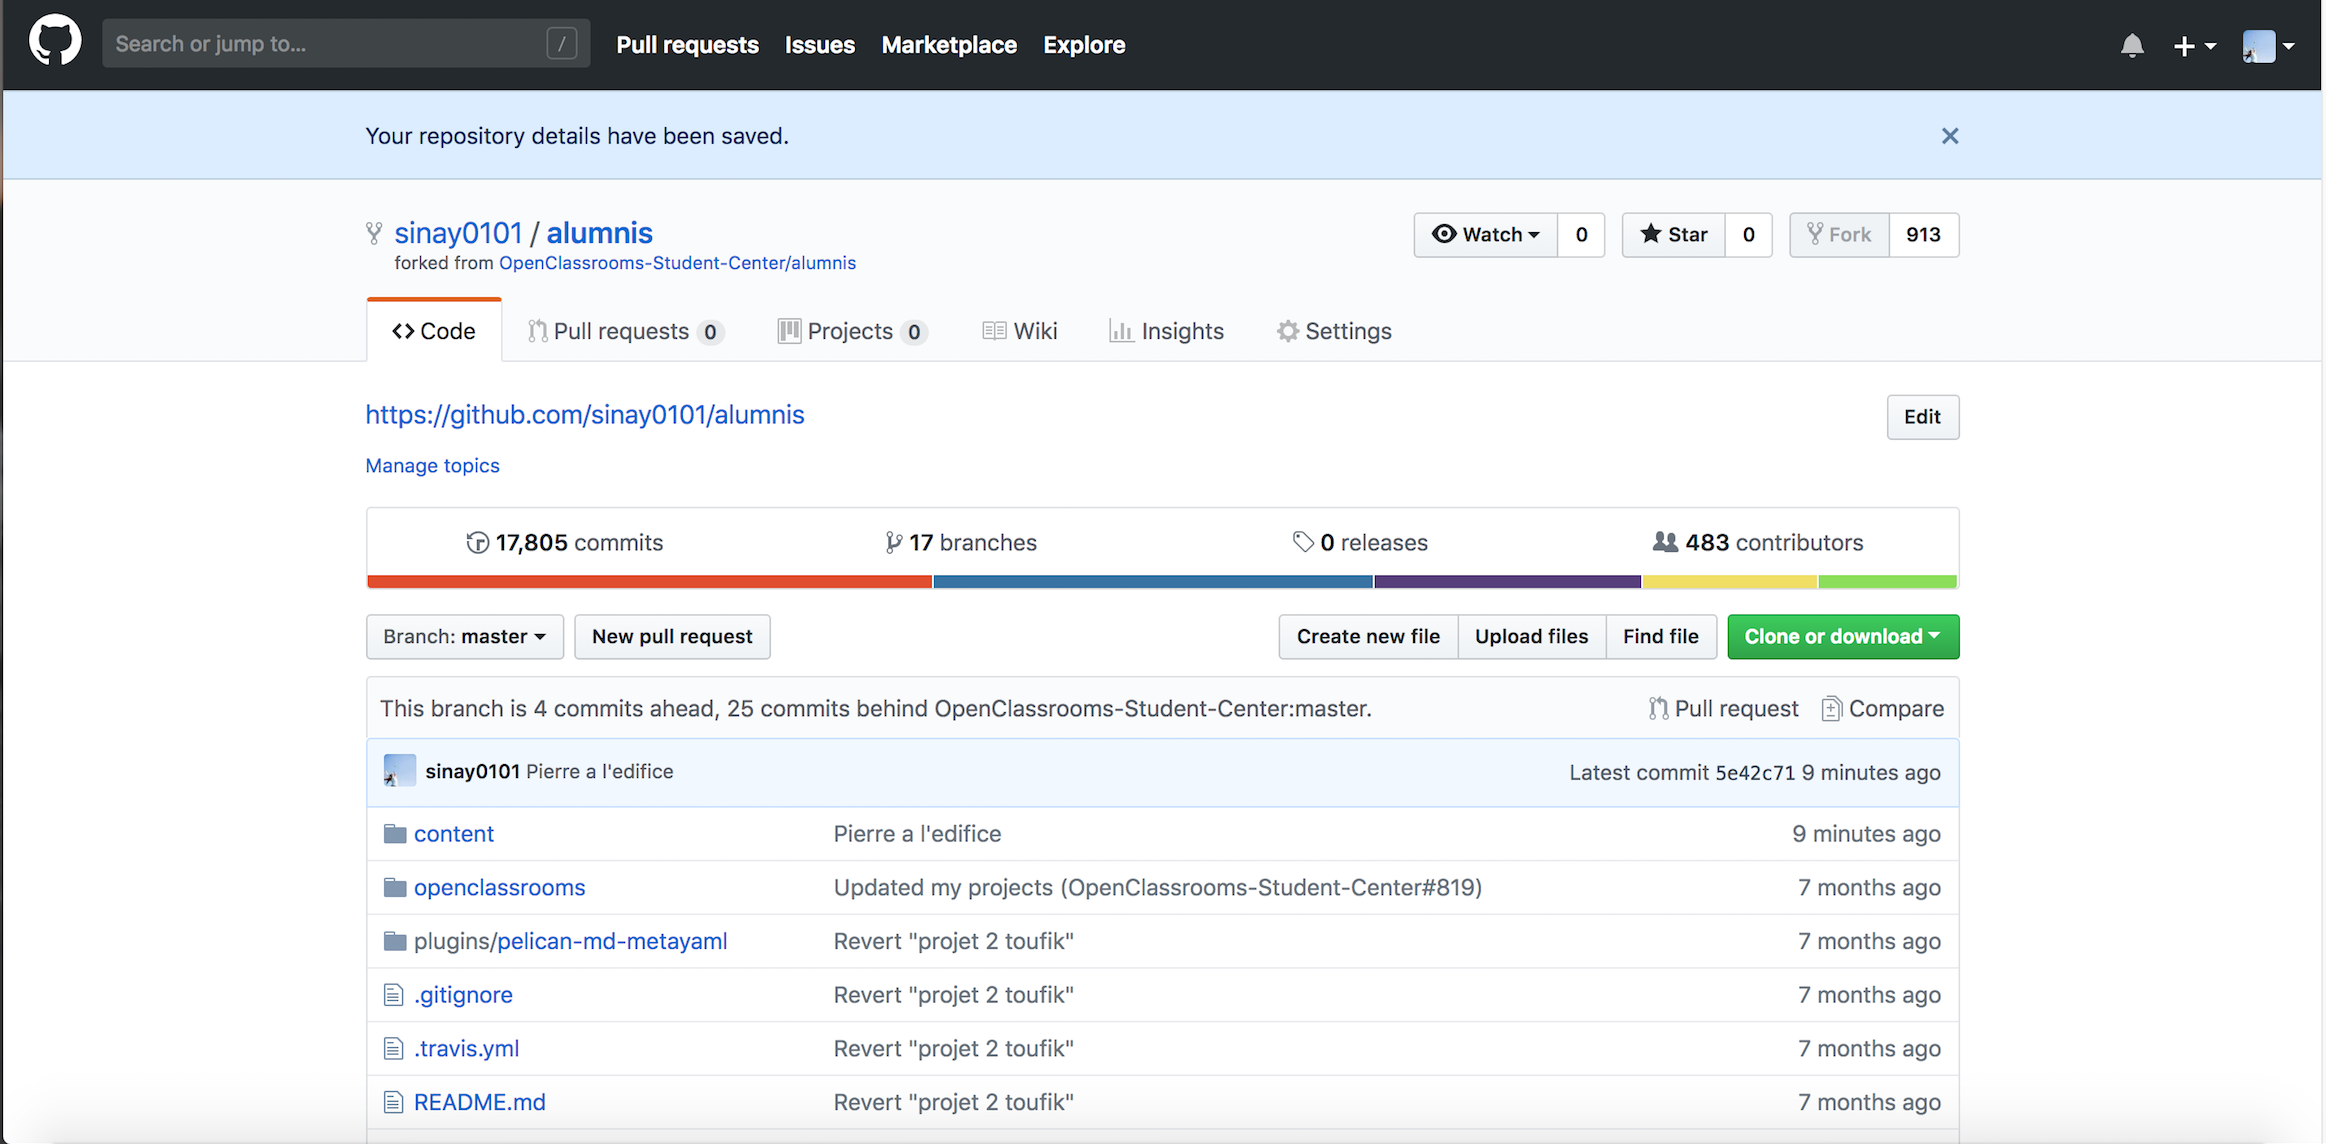 Search or jump to... /
Pull requests Issues Marketplace Explore
Your repository details have been saved.
sinay0101 / alumnis
forked from OpenClassrooms-Student-Center/alumnis
Watch 0 Star 0 Fork 913
Code Pull requests 0 Projects 0 Wiki Insights Settings
https://github.com/sinay0101/alumnis
Edit
Manage topics
17,805 commits 17 branches 0 releases 483 contributors
Branch: master New pull request Create new file Upload files Find file Clone or download
This branch is 4 commits ahead, 25 commits behind OpenClassrooms-Student-Center:master. Pull request Compare
sinay0101 Pierre a l'edifice Latest commit 5e42c71 9 minutes ago
content Pierre a l'edifice 9 minutes ago
openclassrooms Updated my projects (OpenClassrooms-Student-Center#819) 7 months ago
plugins/pelican-md-metayaml Revert "projet 2 toufik" 7 months ago
.gitignore Revert "projet 2 toufik" 7 months ago
.travis.yml Revert "projet 2 toufik" 7 months ago
README.md Revert "projet 2 toufik" 7 months ago